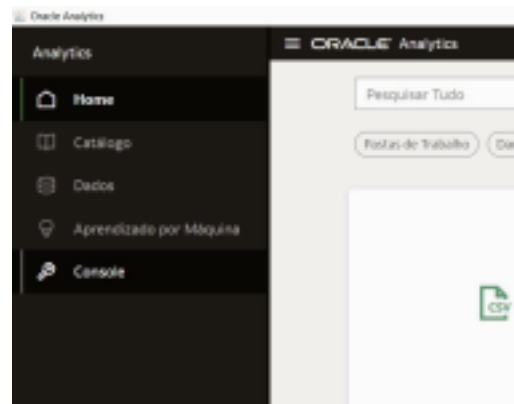 Oracle Analytics
Analytics
ORACLE Analytics
Home
Catálogo
Dados
Aprendizado por Máquina
Console
Pesquisar Tudo
Pastas de Trabalho
CSV